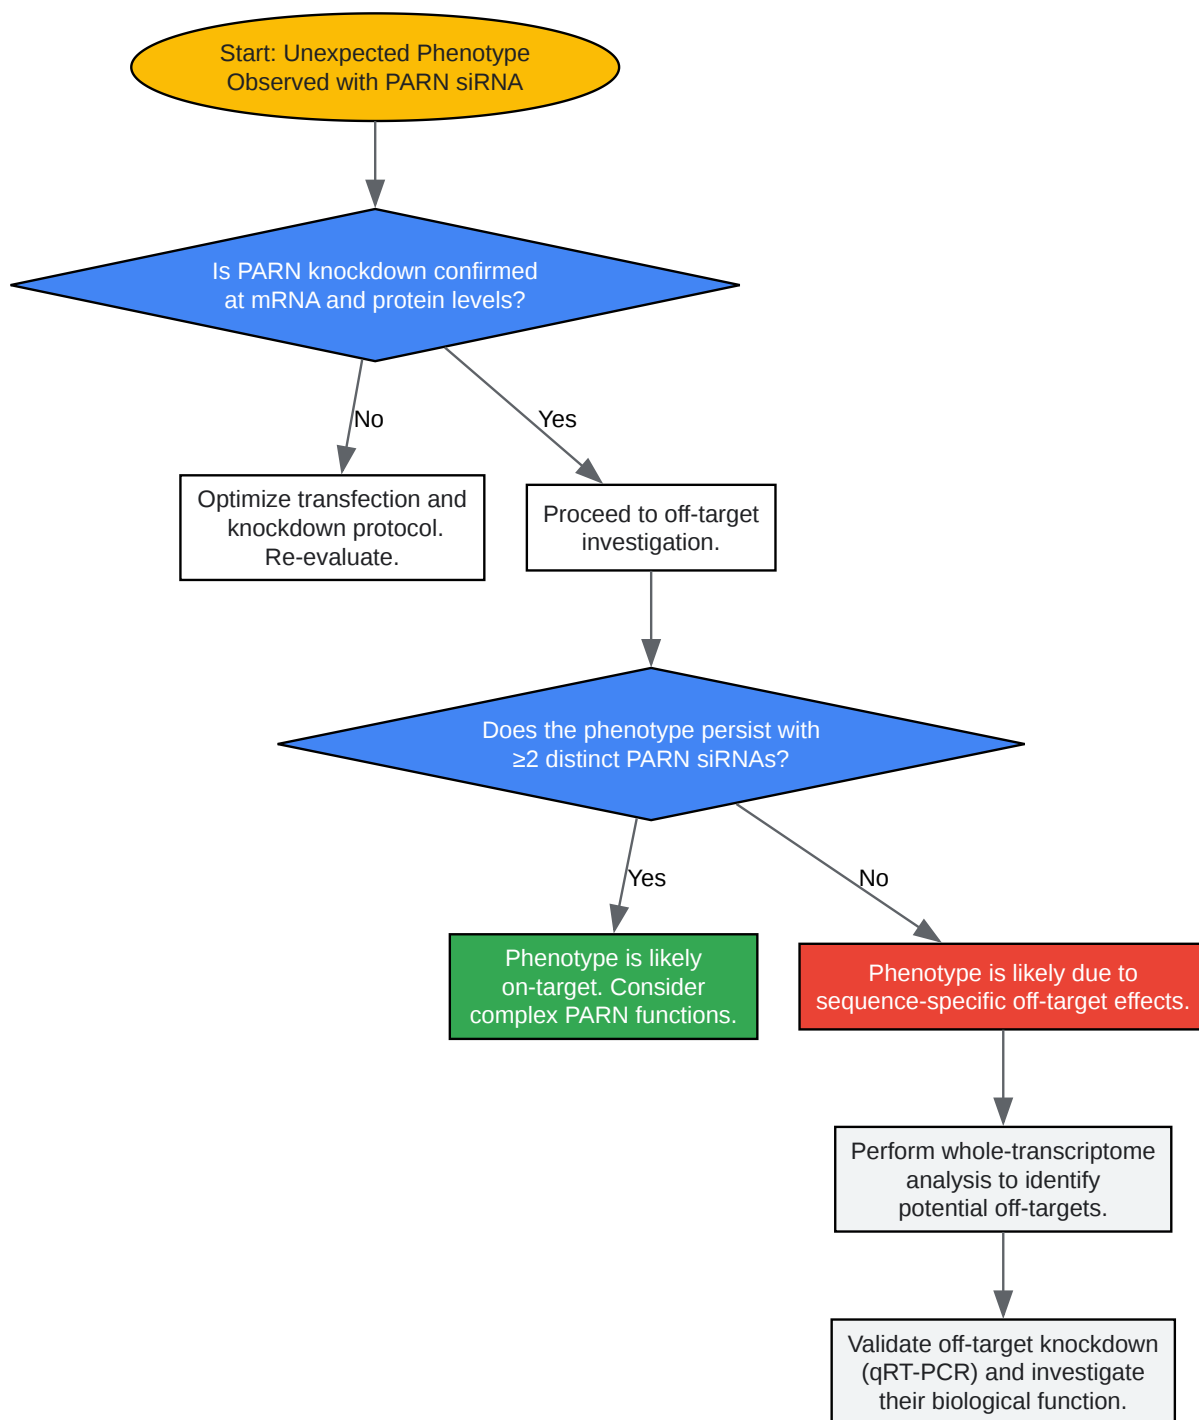 Start: Unexpected Phenotype
Observed with PARN siRNA
Is PARN knockdown confirmed
at mRNA and protein levels?
No
Yes
Optimize transfection and
knockdown protocol.
Re-evaluate.
Proceed to off-target
investigation.
Does the phenotype persist with
≥2 distinct PARN siRNAs?
Yes
No
Phenotype is likely
on-target. Consider
complex PARN functions.
Phenotype is likely due to
sequence-specific off-target effects.
Perform whole-transcriptome
analysis to identify
potential off-targets.
Validate off-target knockdown
(qRT-PCR) and investigate
their biological function.